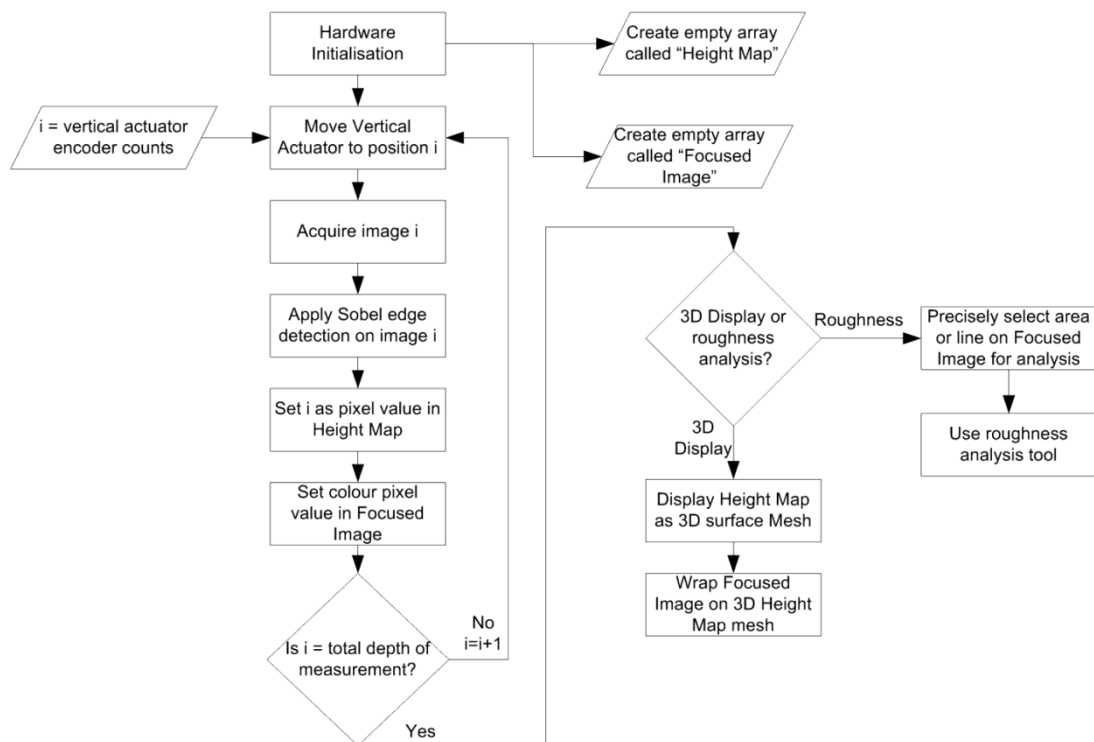 Hardware
Initialisation
Create empty array
called “Height Map”
i = vertical actuator
encoder counts
Move Vertical
Actuator to position i
Create empty array
called “Focused
Image”
Acquire image i
Apply Sobel edge
detection on image i
Set i as pixel value in
Height Map
Set colour pixel
value in Focused
Image
Is i = total depth of
measurement?
No
i=i+1
Yes
3D Display or
roughness
analysis?
Roughness
Precisely select area
or line on Focused
Image for analysis
Use roughness
analysis tool
3D
Display
Display Height Map
as 3D surface Mesh
Wrap Focused
Image on 3D Height
Map mesh